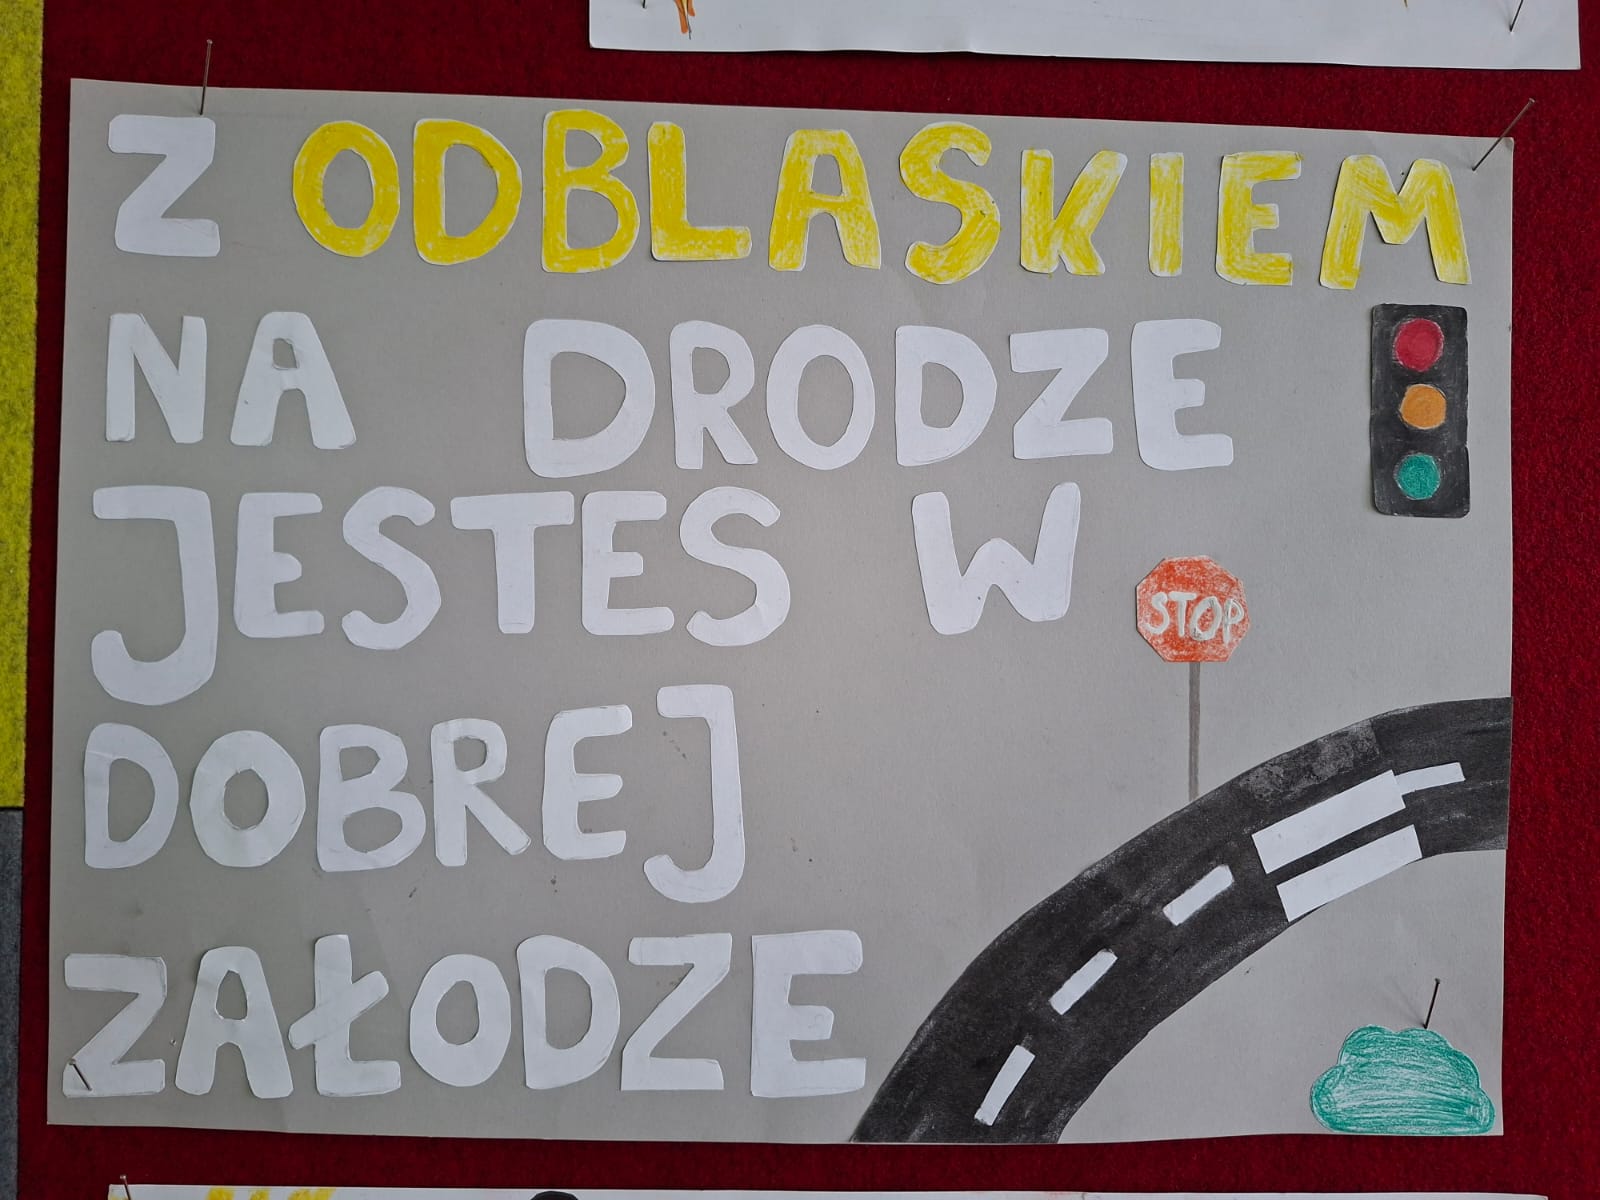 Z ODBLASKIEM
NA DRODZE
JESTES W
STOP
DOBREJ
ZAŁODZE